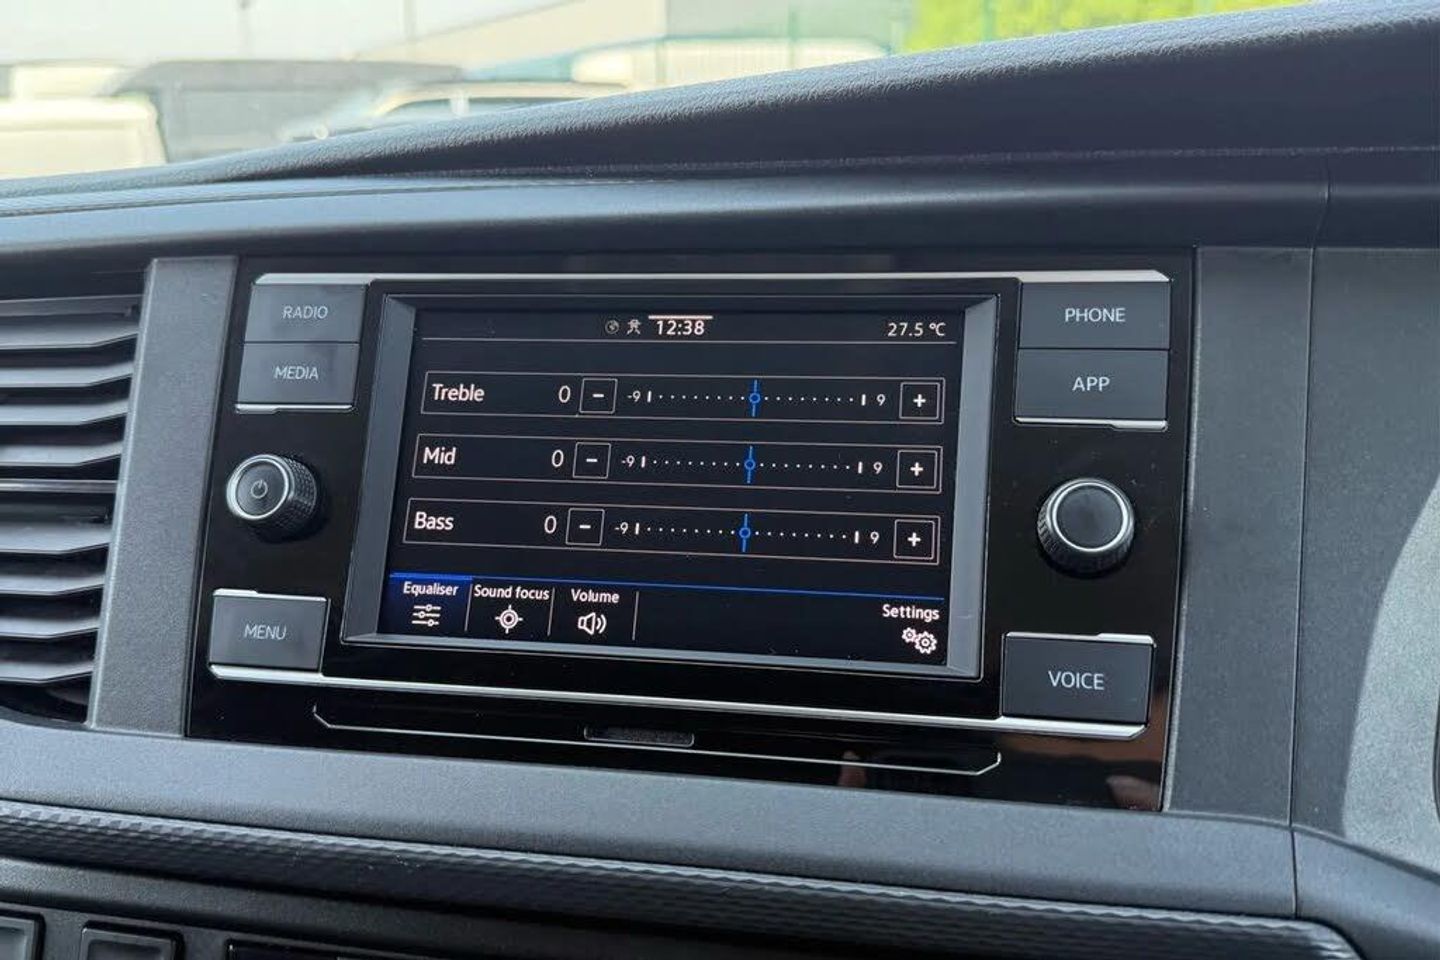 RADIO
MEDIA
MENU
12:38
27.5 °C
Treble 0 - -9 9 +
Mid 0 - -9 9 +
Bass 0 - -9 9 +
Equaliser
Sound focus
Volume
Settings
PHONE
APP
VOICE